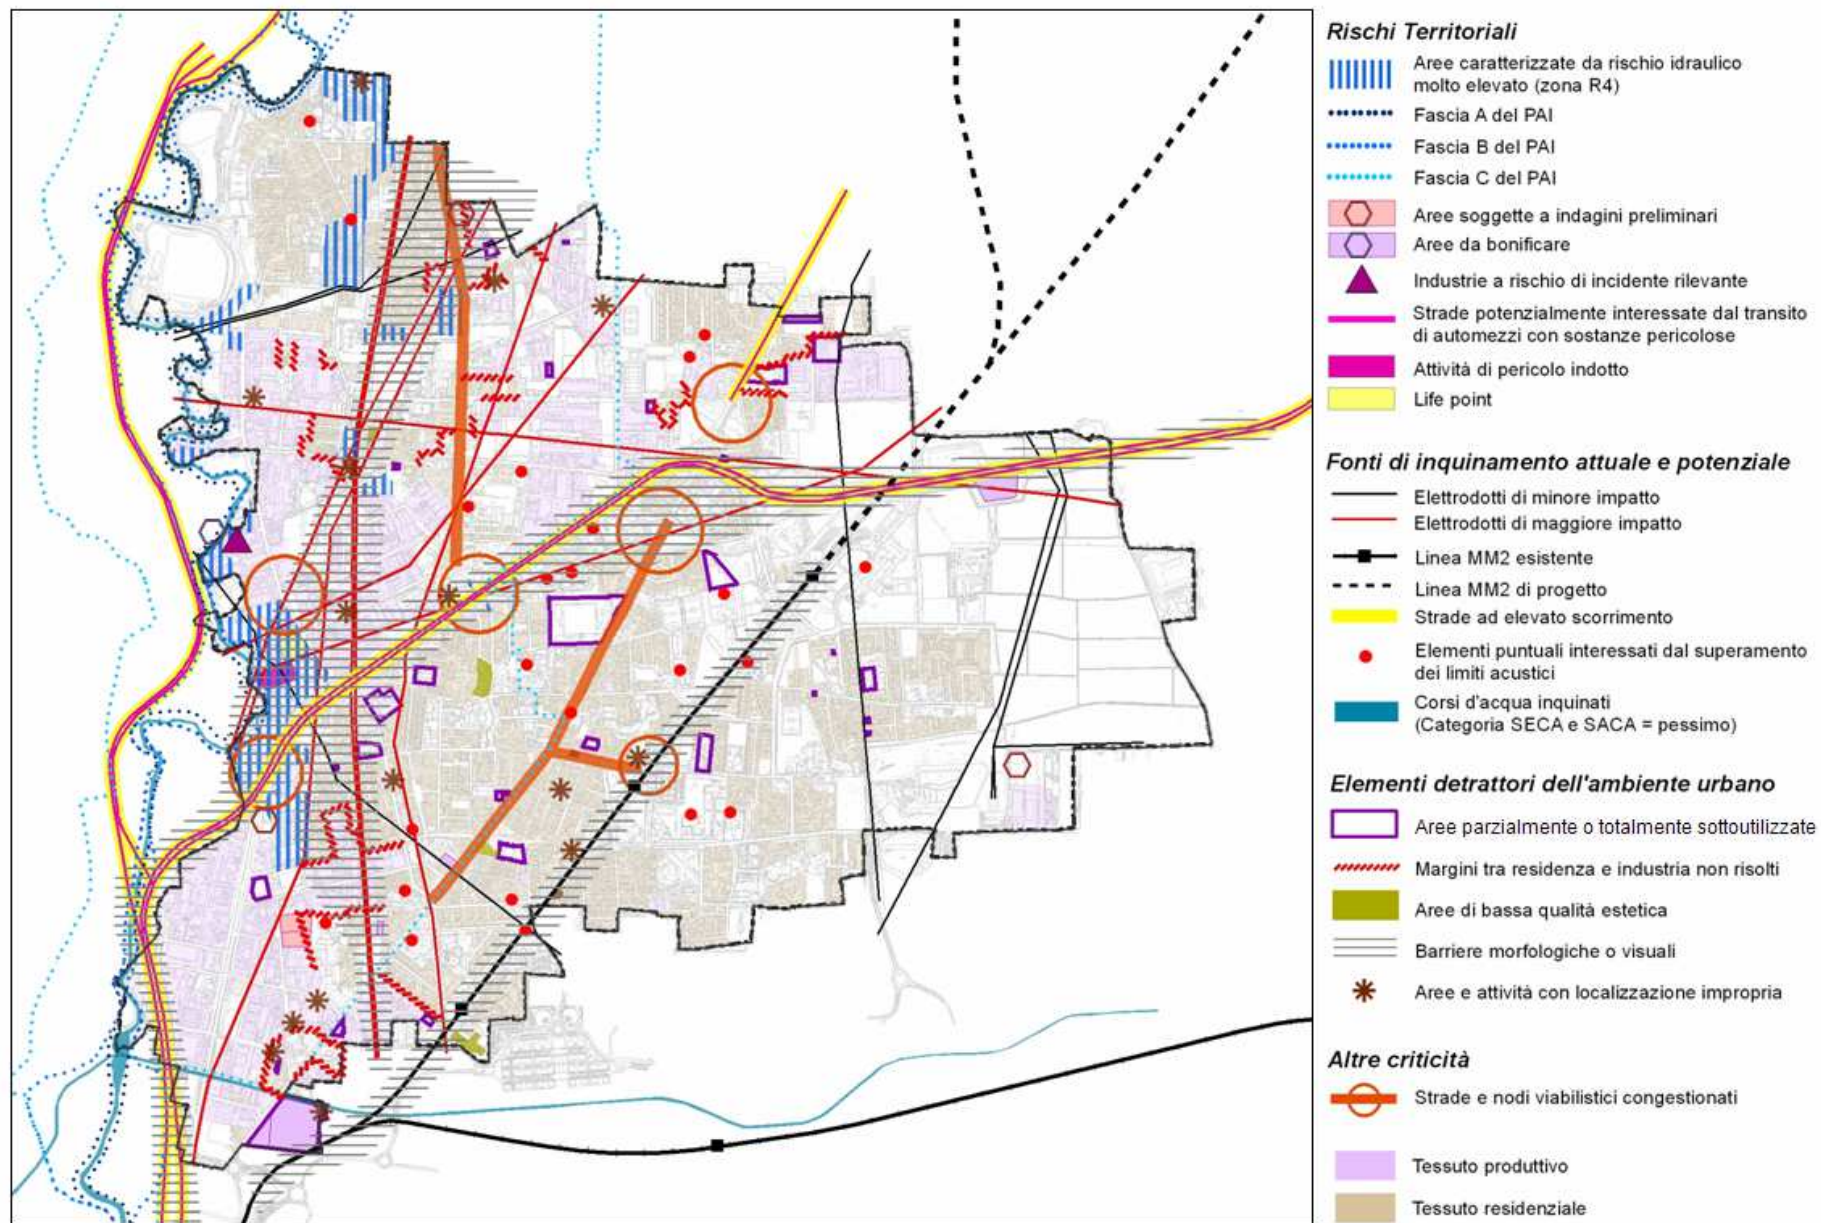 Rischi Territoriali
Aree caratterizzate da rischio idraulico
molto elevato (zona R4)
Fascia A del PAI
Fascia B del PAI
Fascia C del PAI
Aree soggette a indagini preliminari
Aree da bonificare
Industrie a rischio di incidente rilevante
Strade potenzialmente interessate dal transito
di automezzi con sostanze pericolose
Attività di pericolo indotto
Life point
Fonti di inquinamento attuale e potenziale
Elettrodotti di minore impatto
Elettrodotti di maggiore impatto
Linea MM2 esistente
Linea MM2 di progetto
Strade ad elevato scorrimento
Elementi puntuali interessati dal superamento
dei limiti acustici
Corsi d'acqua inquinati
(Categoria SECA e SACA = pessimo)
Elementi detrattori dell'ambiente urbano
Aree parzialmente o totalmente sottoutilizzate
Margini tra residenza e industria non risolti
Aree di bassa qualità estetica
Barriere morfologiche o visuali
Aree e attività con localizzazione impropria
Altre criticità
Strade e nodi viabilistici congestionati
Tessuto produttivo
Tessuto residenziale